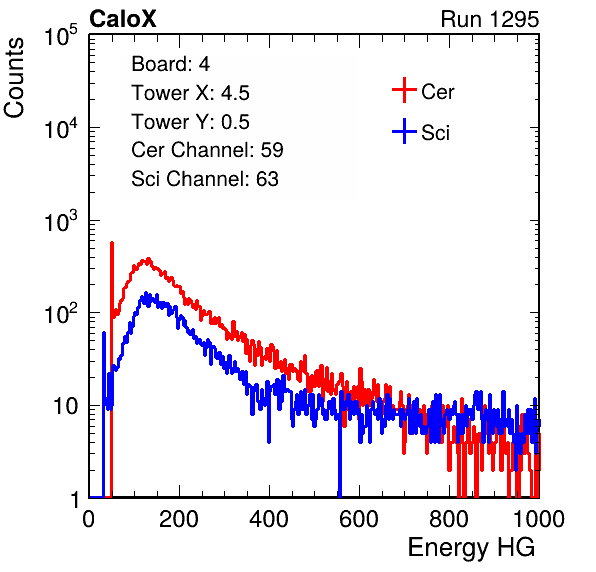 CaloX Run 1295
Counts
Board: 4
Tower X: 4.5
Tower Y: 0.5
Cer Channel: 59
Sci Channel: 63
Cer
Sci
10^5
10^4
10^3
10^2
10
1
0 200 400 600 800 1000
Energy HG